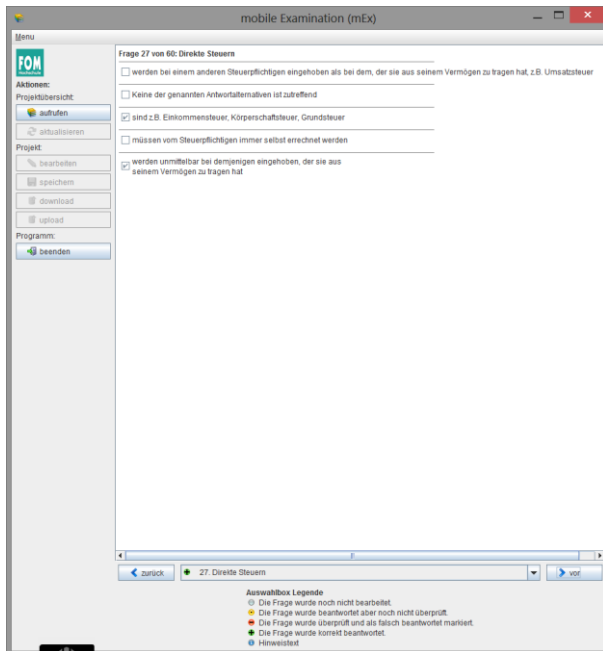 mobile Examination (mEx)
Menu
FOM
Hochschule
Aktionen:
Projektübersicht:
aufrufen
aktualisieren
Projekt:
bearbeiten
speichern
download
upload
Programm:
beenden
Frage 27 von 60: Direkte Steuern
werden bei einem anderen Steuerpflichtigen eingehoben als bei dem, der sie aus seinem Vermögen zu tragen hat, z.B. Umsatzsteuer
Keine der genannten Antwortalternativen ist zutreffend
sind z.B. Einkommensteuer, Körperschaftsteuer, Grundsteuer
müssen vom Steuerpflichtigen immer selbst errechnet werden
werden unmittelbar bei demjenigen eingehoben, der sie aus
seinem Vermögen zu tragen hat
zurück
27. Direkte Steuern
vor
Auswahlbox Legende
Die Frage wurde noch nicht bearbeitet.
Die Frage wurde beantwortet aber noch nicht überprüft.
Die Frage wurde überprüft und als falsch beantwortet markiert.
Die Frage wurde korrekt beantwortet.
Hinweistext